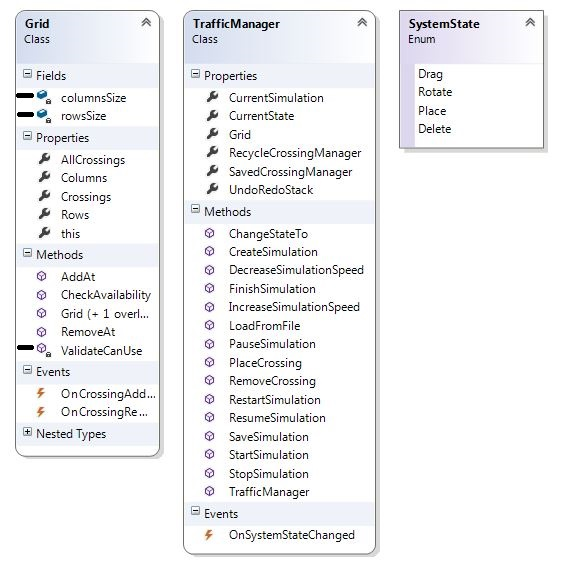 Grid
Class
Fields
columnsSize
rowsSize
Properties
AllCrossings
Columns
Crossings
Rows
this
Methods
AddAt
CheckAvailability
Grid (+ 1 overl...
RemoveAt
ValidateCanUse
Events
OnCrossingAdd...
OnCrossingRe...
Nested Types
TrafficManager
Class
Properties
CurrentSimulation
CurrentState
Grid
RecycleCrossingManager
SavedCrossingManager
UndoRedoStack
Methods
ChangeStateTo
CreateSimulation
DecreaseSimulationSpeed
FinishSimulation
IncreaseSimulationSpeed
LoadFromFile
PauseSimulation
PlaceCrossing
RemoveCrossing
RestartSimulation
ResumeSimulation
SaveSimulation
StartSimulation
StopSimulation
TrafficManager
Events
OnSystemStateChanged
SystemState
Enum
Drag
Rotate
Place
Delete